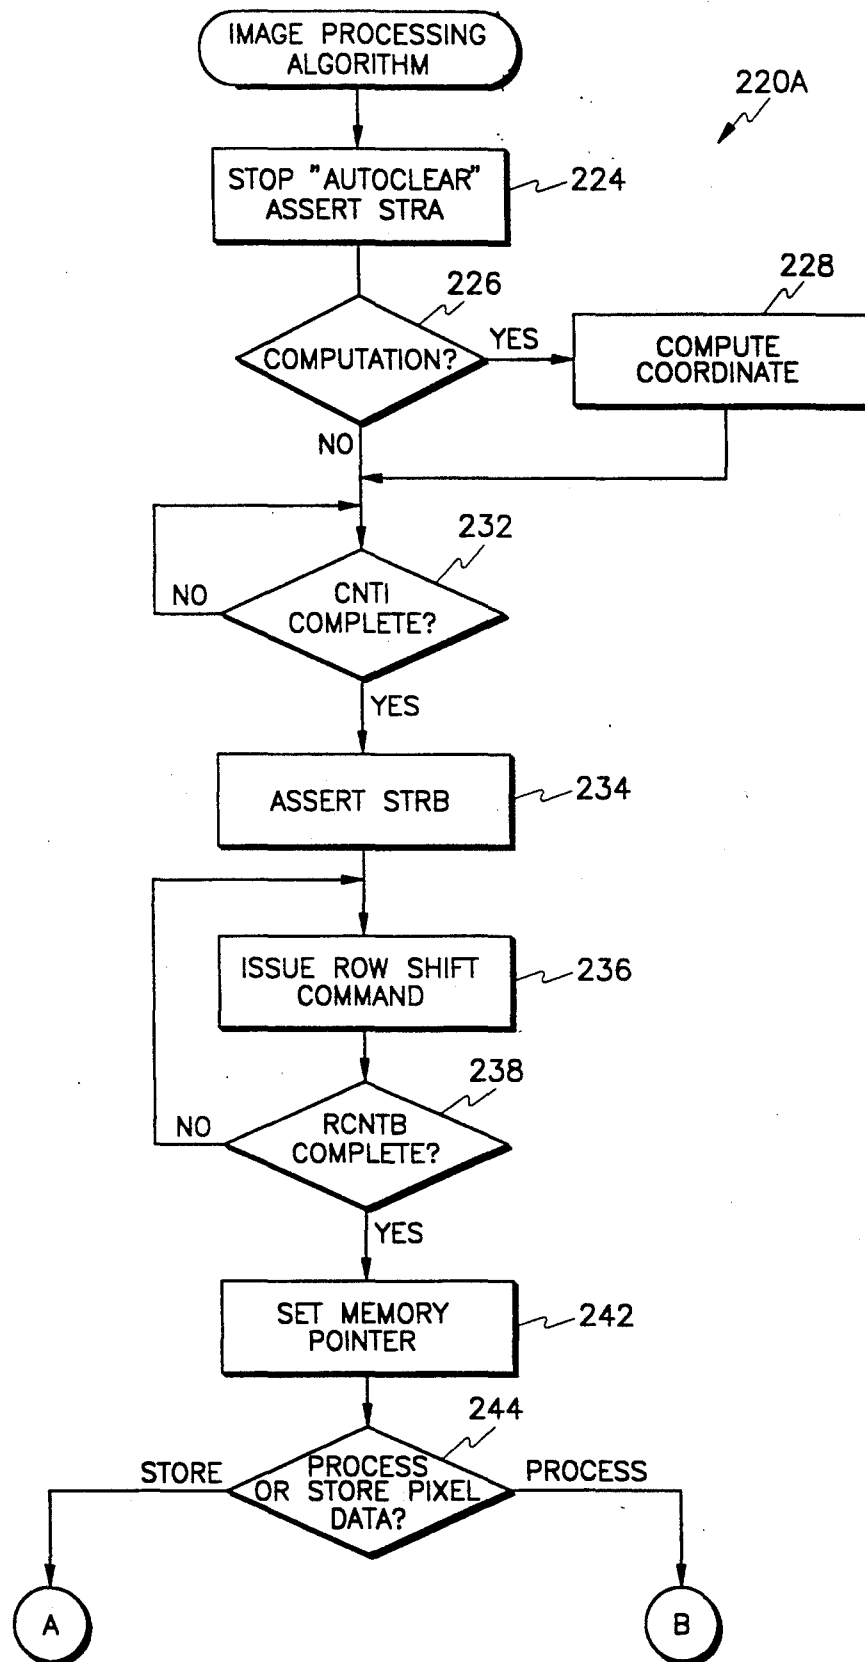 IMAGE PROCESSING
ALGORITHM
220A
STOP "AUTOCLEAR"
ASSERT STRA
224
226
COMPUTATION?
YES
228
COMPUTE
COORDINATE
NO
232
CNTI
COMPLETE?
NO
YES
ASSERT STRB
234
ISSUE ROW SHIFT
COMMAND
236
238
RCNTB
COMPLETE?
NO
YES
SET MEMORY
POINTER
242
244
STORE
PROCESS
OR STORE PIXEL
DATA?
PROCESS
A
B